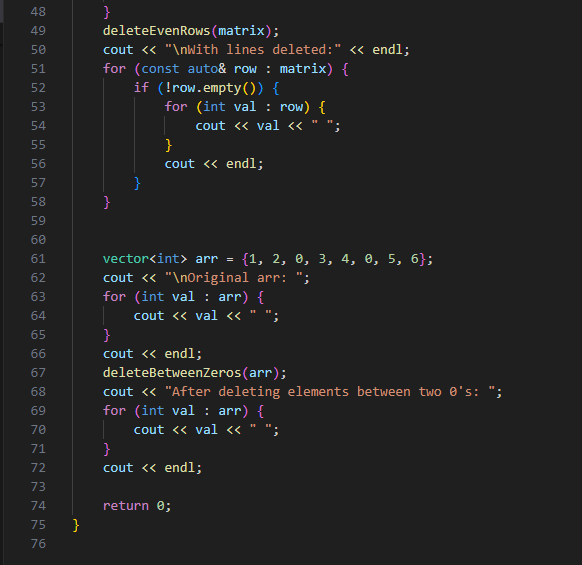 48 }
49 deleteEvenRows(matrix);
50 cout << "\nWith lines deleted:" << endl;
51 for (const auto& row : matrix) {
52 if (!row.empty()) {
53 for (int val : row) {
54 cout << val << " ";
55 }
56 cout << endl;
57 }
58 }
59
60
61 vector<int> arr = {1, 2, 0, 3, 4, 0, 5, 6};
62 cout << "\nOriginal arr: ";
63 for (int val : arr) {
64 cout << val << " ";
65 }
66 cout << endl;
67 deleteBetweenZeros(arr);
68 cout << "After deleting elements between two 0's: ";
69 for (int val : arr) {
70 cout << val << " ";
71 }
72 cout << endl;
73
74 return 0;
75 }
76